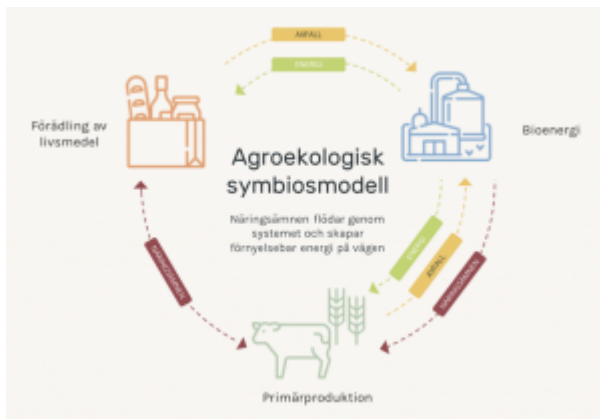 AVFALL
ENERGI
Förädling av
livsmedel
Bioenergi
Agroekologisk
symbiosmodell
Näringsämnen flödar genom
systemet och skapar
förnyelsebar energi på vägen
ENERGI
AVFALL
NÄRINGSÄMNEN
NÄRINGSÄMNEN
Primärproduktion